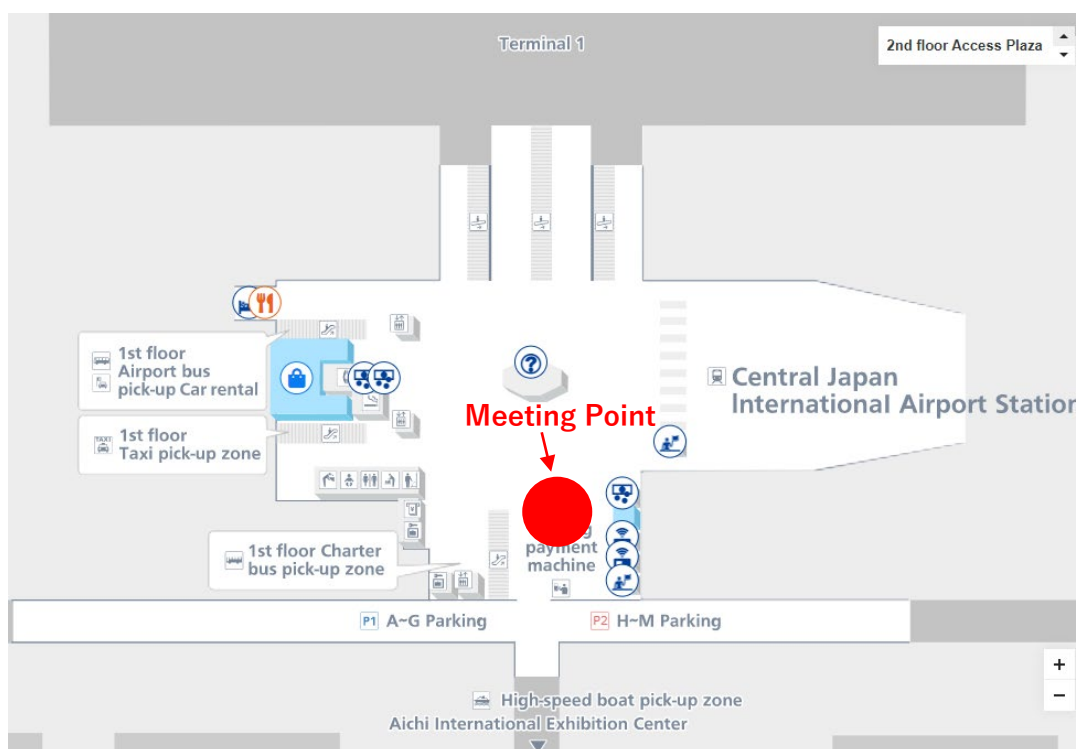 Terminal 1
2nd floor Access Plaza
1st floor
Airport bus
pick-up Car rental
?
Central Japan
International Airport Station
Meeting Point
TAXI
1st floor
Taxi pick-up zone
1st floor Charter
bus pick-up zone
payment
machine
P1 A~G Parking
P2 H~M Parking
+
−
High-speed boat pick-up zone
Aichi International Exhibition Center